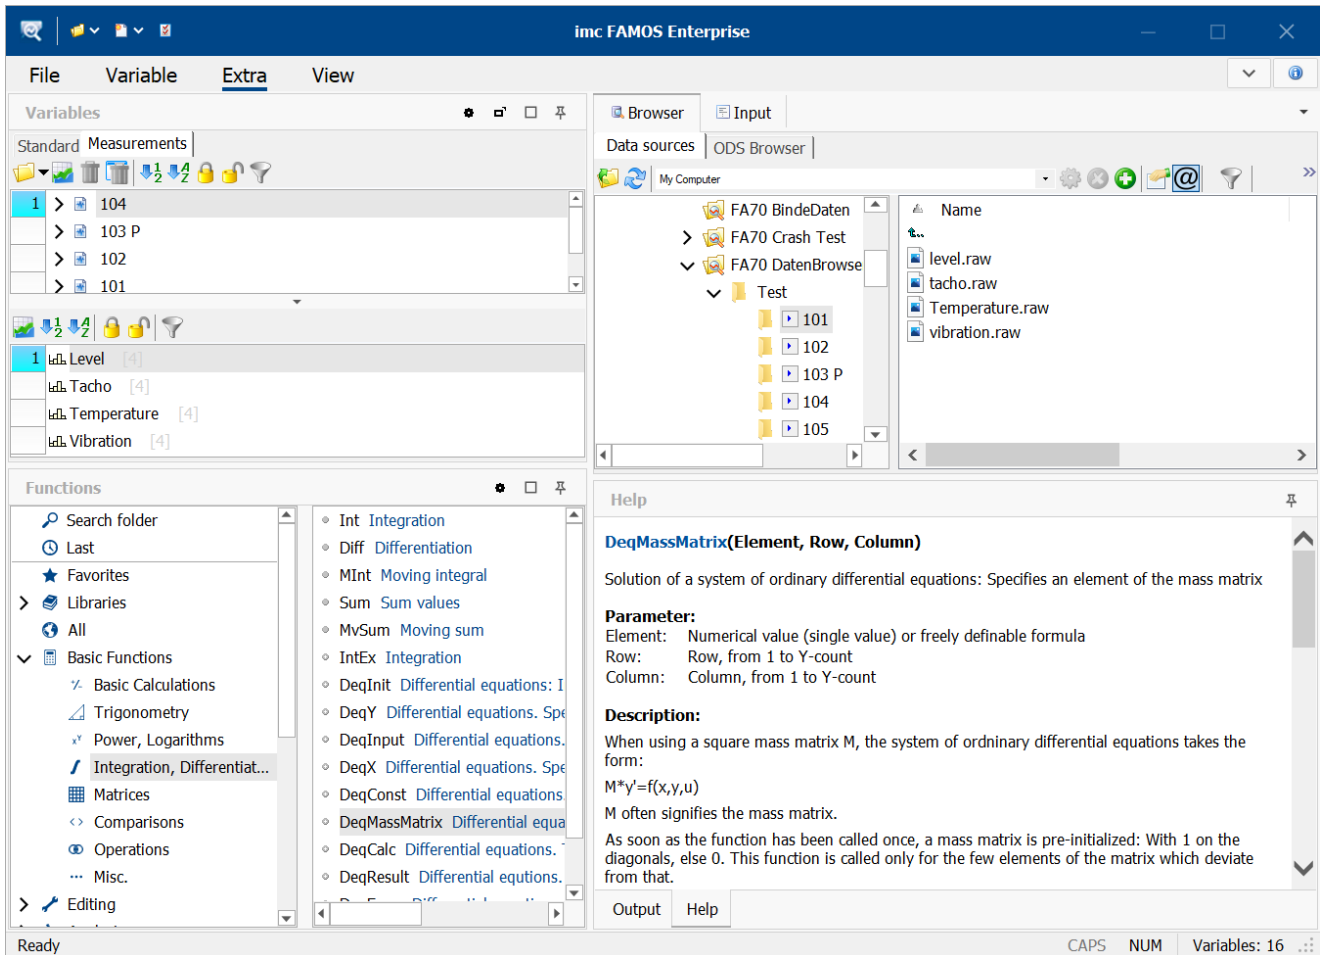 imc FAMOS Enterprise
File Variable Extra View
Variables
Standard Measurements
1 104
103 P
102
101
1 Level [4]
Tacho [4]
Temperature [4]
Vibration [4]
Browser Input
Data sources ODS Browser
My Computer
FA70 BindeDaten
FA70 Crash Test
FA70 DatenBrowse
Test
101
102
103 P
104
105
Name
level.raw
tacho.raw
Temperature.raw
vibration.raw
Functions
Search folder
Last
Favorites
Libraries
All
Basic Functions
Basic Calculations
Trigonometry
Power, Logarithms
Integration, Differentiat...
Matrices
Comparisons
Operations
Misc.
Editing
Int Integration
Diff Differentiation
MInt Moving integral
Sum Sum values
MvSum Moving sum
IntEx Integration
DeqInit Differential equations: I
DeqY Differential equations. Spe
DeqInput Differential equations.
DeqX Differential equations. Spe
DeqConst Differential equations
DeqMassMatrix Differential equa
DeqCalc Differential equations.
DeqResult Differential equtions.
Help
DeqMassMatrix(Element, Row, Column)
Solution of a system of ordinary differential equations: Specifies an element of the mass matrix
Parameter:
Element: Numerical value (single value) or freely definable formula
Row: Row, from 1 to Y-count
Column: Column, from 1 to Y-count
Description:
When using a square mass matrix M, the system of ordninary differential equations takes the
form:
M*y'=f(x,y,u)
M often signifies the mass matrix.
As soon as the function has been called once, a mass matrix is pre-initialized: With 1 on the
diagonals, else 0. This function is called only for the few elements of the matrix which deviate
from that.
Output Help
Ready
CAPS NUM Variables: 16